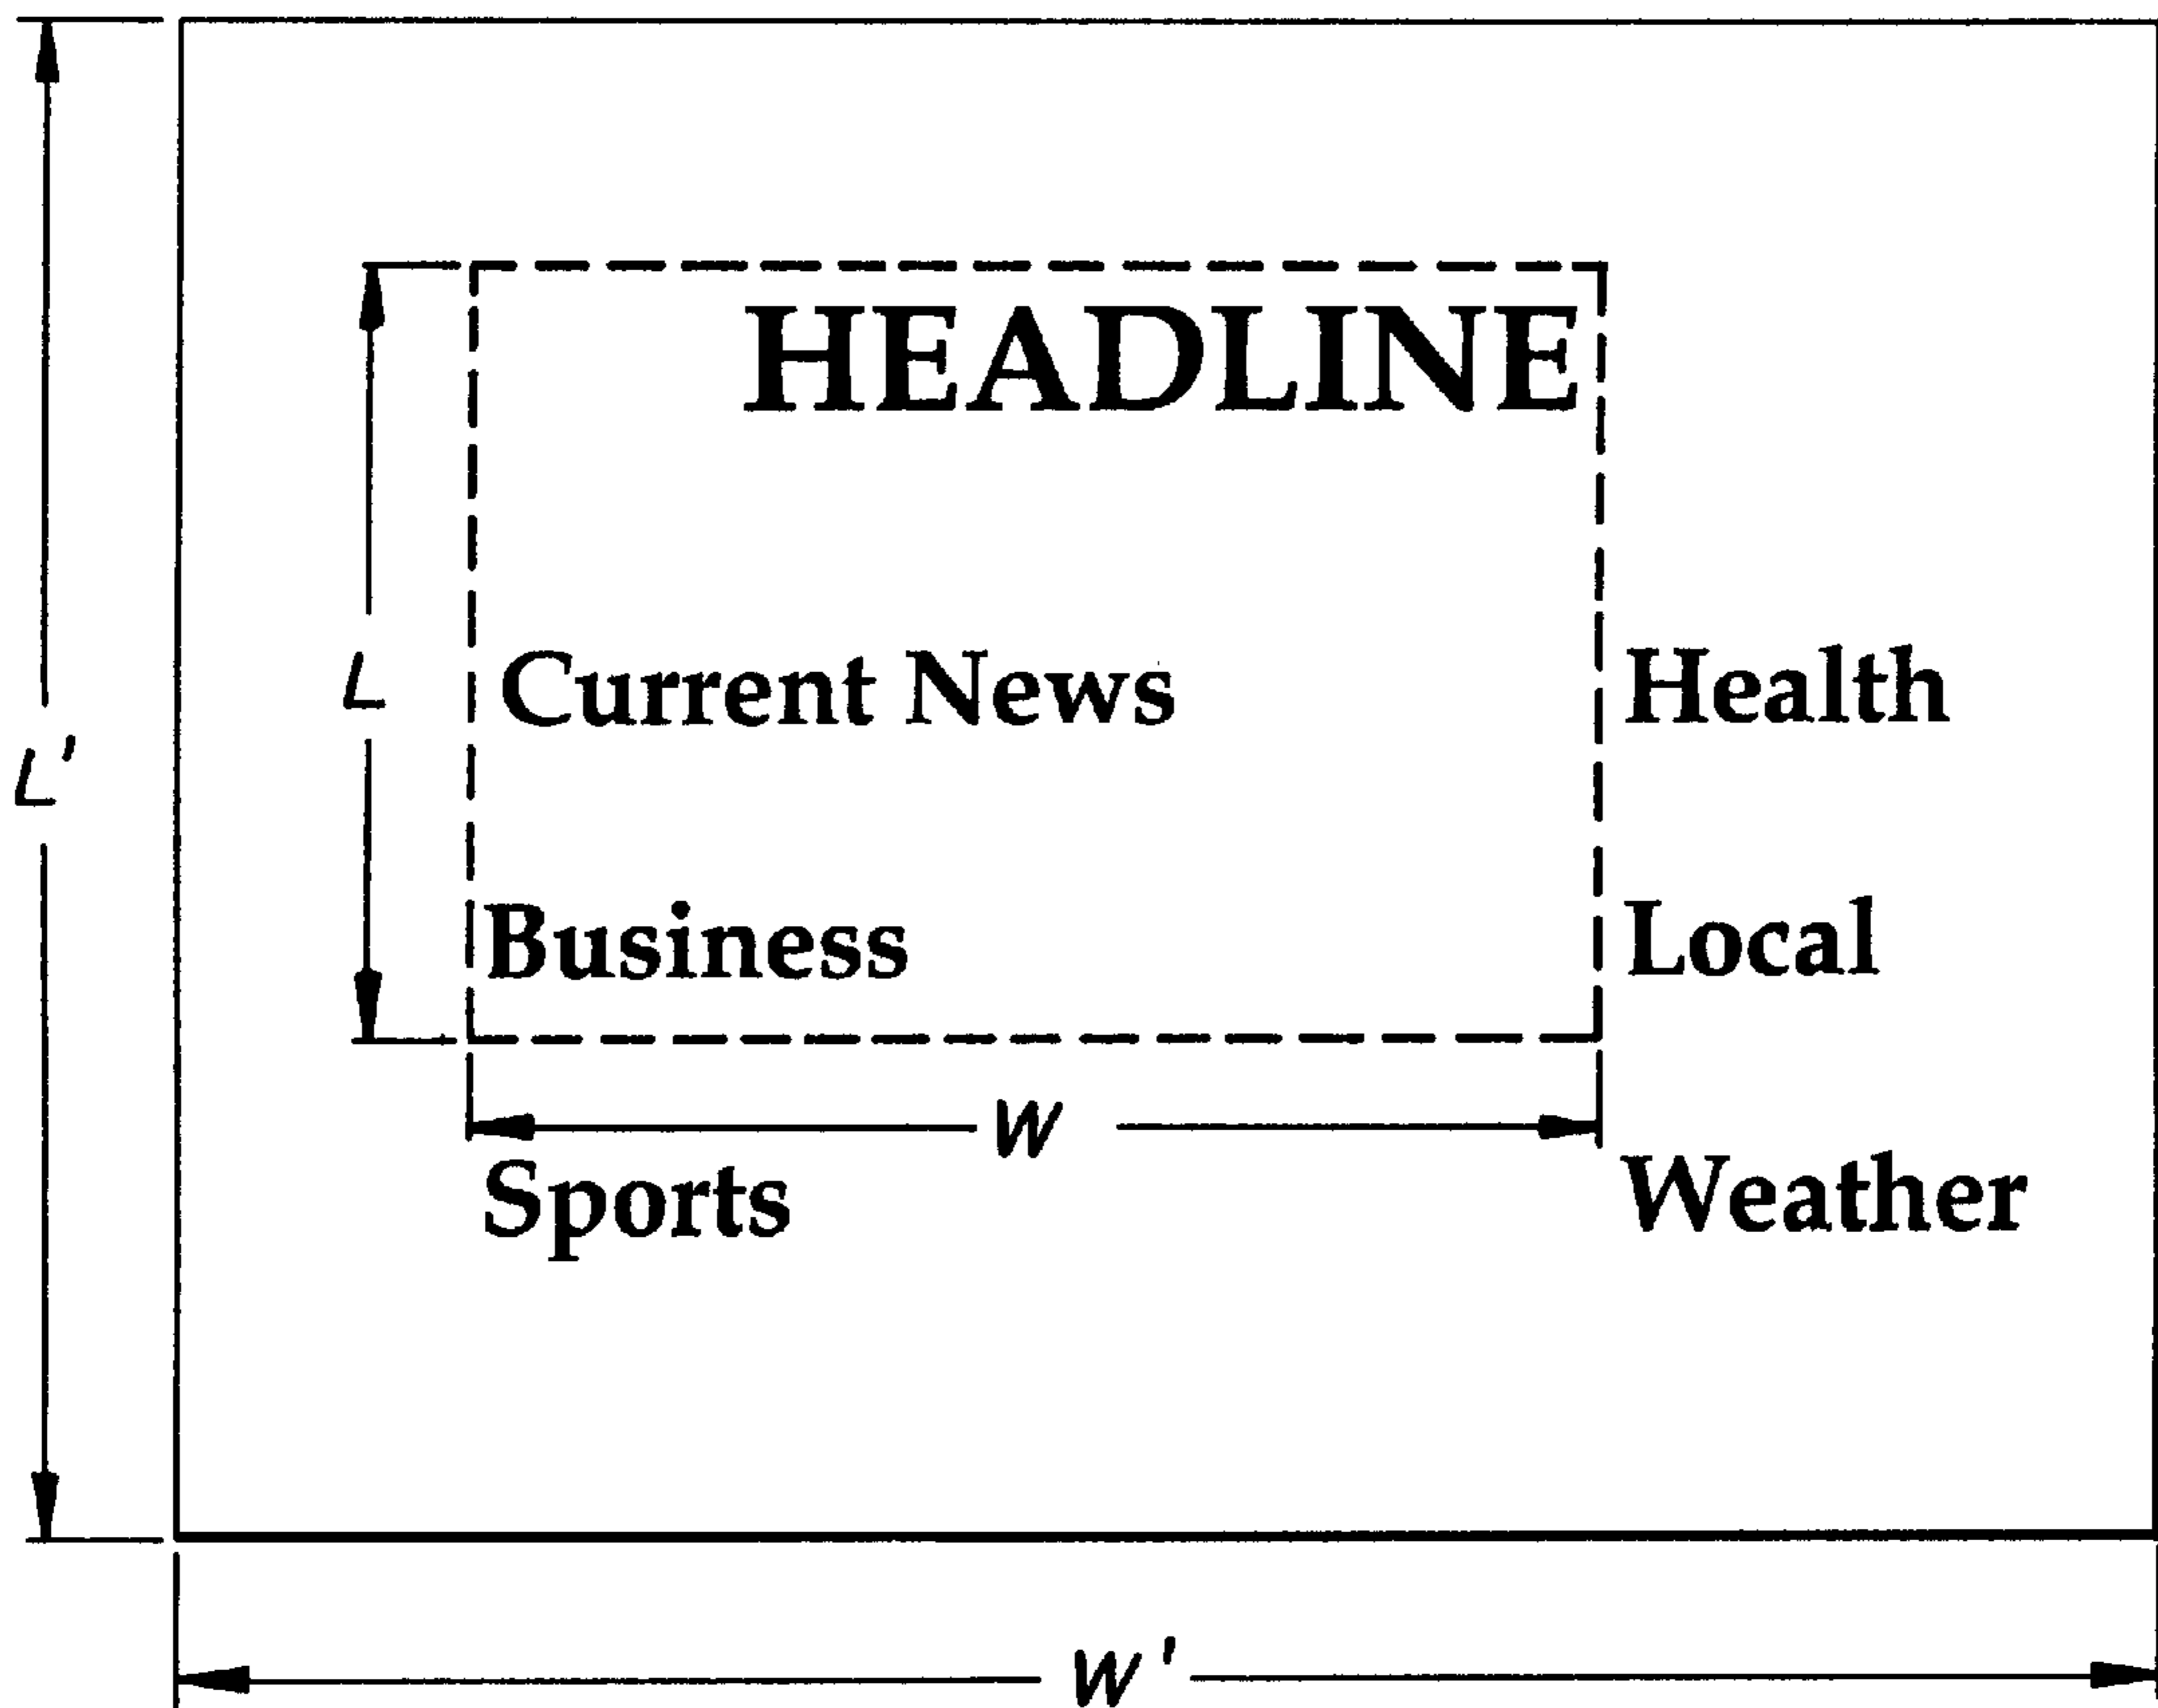 HEADLINE
Current News Health
L
L'
Business Local
W
Sports Weather
W'